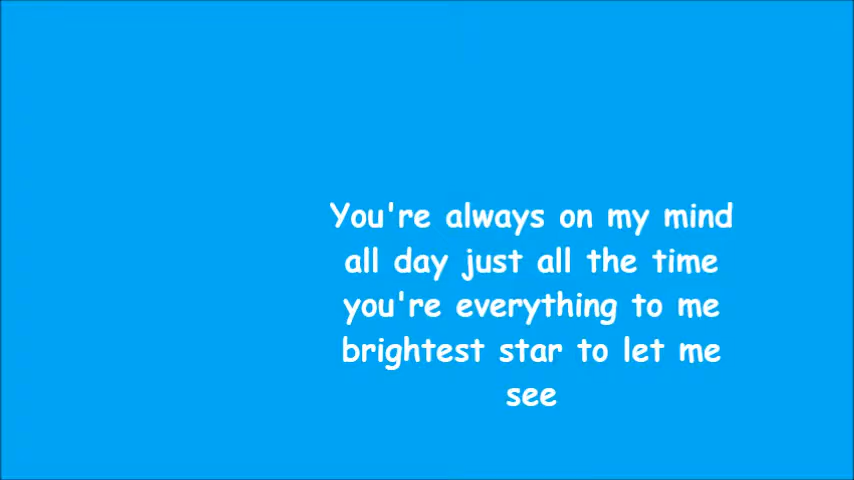 You're always on my mind
all day just all the time
you're everything to me
brightest star to let me
see